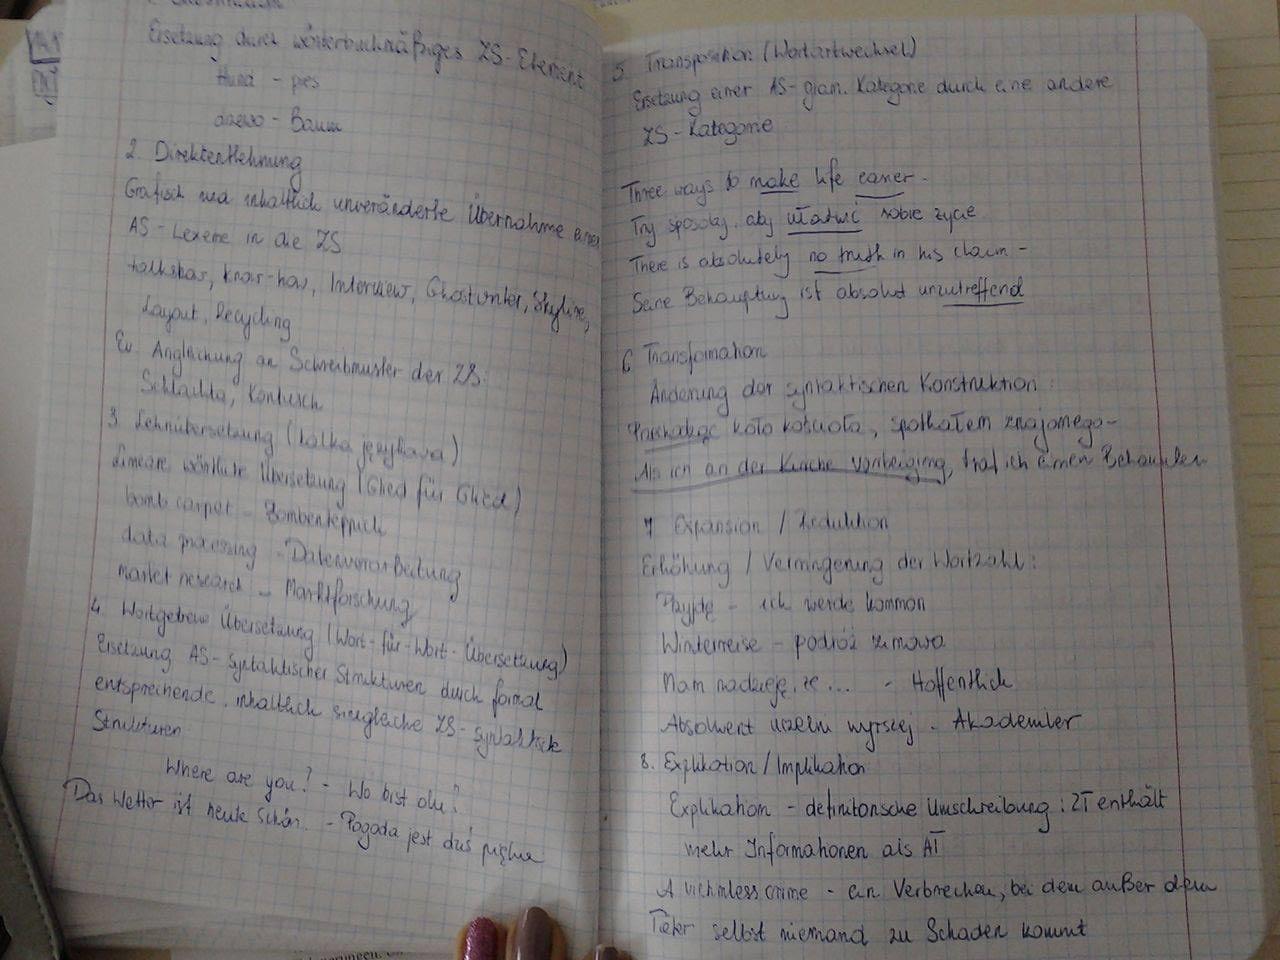 Ersetzung durch wörterbuchmäßiges ZS-Element
Hund - pies
drzewo - Baum
2. Direktentlehnung
Grafisch und inhaltlich unveränderte Übernahme eines
AS-Lexems in die ZS
talkshow, know-how, Interview, Ghostwriter, Skyline,
Layout, Recycling
Ev. Angleichung an Schreibmuster der ZS:
Schlachta, Kontusch
3. Lehnübersetzung (kalka językowa)
Lineare, wörtliche Übersetzung (Glied für Glied)
bomb carpet - Bombenteppich
data processing - Datenverarbeitung
market research - Marktforschung
4. Wortgetreue Übersetzung (Wort-für-Wort-Übersetzung)
Ersetzung AS-syntaktischer Strukturen durch formal
entsprechende, inhaltlich sinngleiche ZS-syntaktisch
Strukturen
Where are you? - Wo bist du?
Das Wetter ist heute schön. - Pogoda jest dziś piękna
5. Transposition (Wortartwechsel)
Ersetzung einer AS-gram. Kategorie durch eine andere
ZS-Kategorie
Three ways to make life easier -
Trzy sposoby, aby ułatwić sobie życie
There is absolutely no truth in his claim -
Seine Behauptung ist absolut unzutreffend
6 Transformation
Änderung der syntaktischen Konstruktion:
Przechodząc koło kościoła, spotkałem znajomego -
Als ich an der Kirche vorbeiging, traf ich einen Bekannten
7 Expansion / Reduktion
Erhöhung / Verringerung der Wortzahl:
Przyjdę - ich werde kommen
Winterreise - podróż zimowa
Mam nadzieję, że ... - Hoffentlich
Absolwent uczelni wyższej - Akademiker
8. Explikation / Implikation
Explikation - definitorische Umschreibung: ZT enthält
mehr Informationen als AT
A victimless crime - ein Verbrechen, bei dem außer dem
Täter selbst niemand zu Schaden kommt